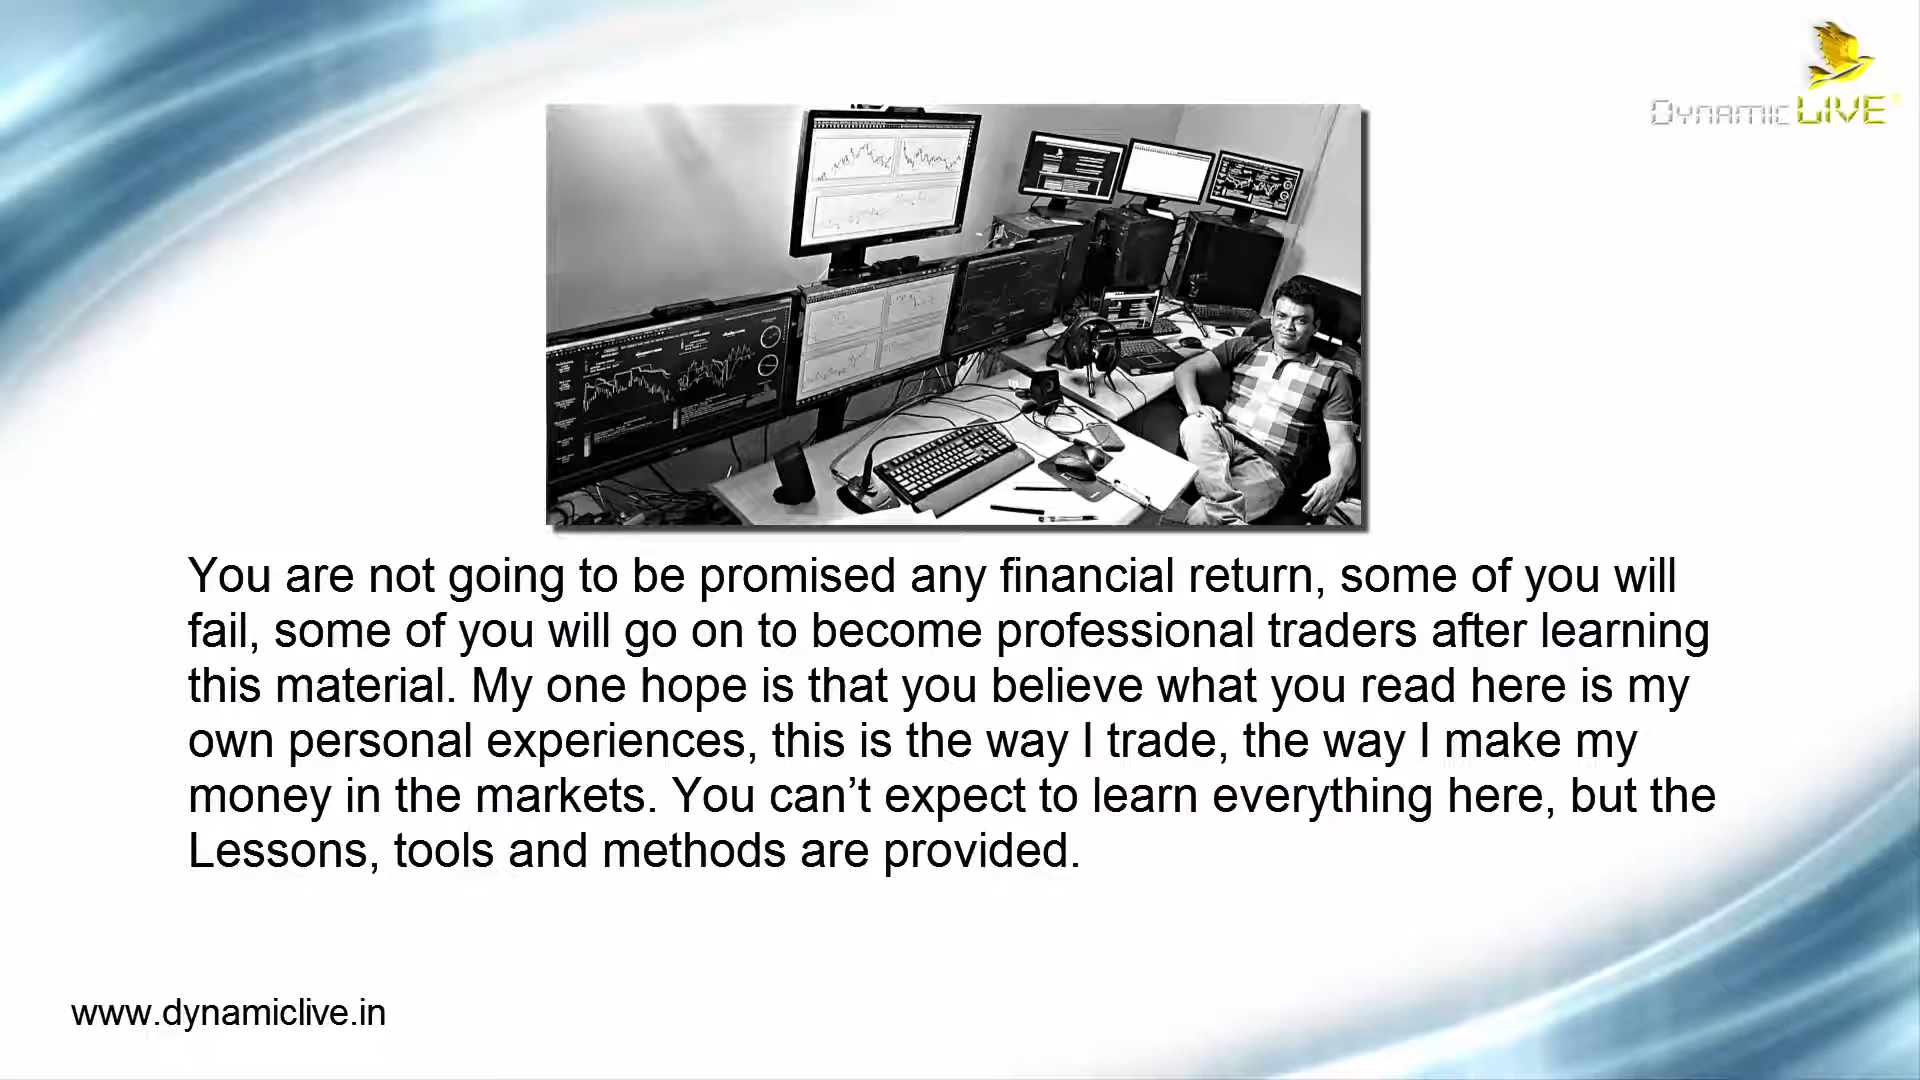 DYNAMIC LIVE
You are not going to be promised any financial return, some of you will
fail, some of you will go on to become professional traders after learning
this material. My one hope is that you believe what you read here is my
own personal experiences, this is the way I trade, the way I make my
money in the markets. You can’t expect to learn everything here, but the
Lessons, tools and methods are provided.
www.dynamiclive.in